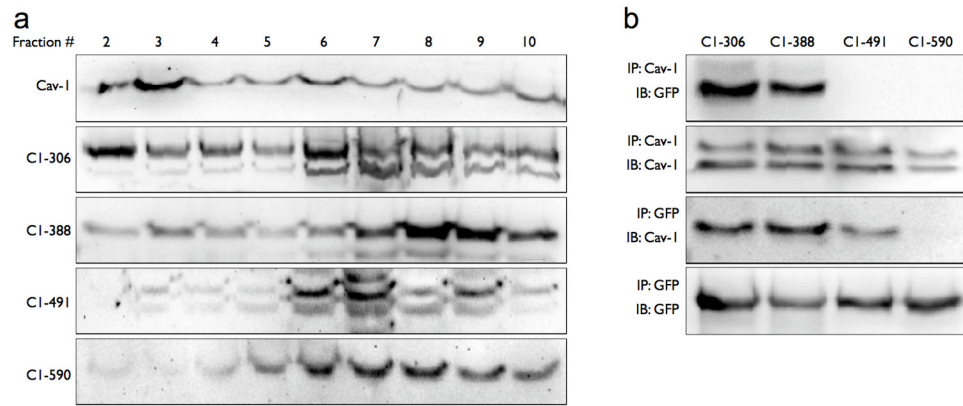 a
Fraction # 2 3 4 5 6 7 8 9 10
Cav-1
C1-306
C1-388
C1-491
C1-590
b
C1-306 C1-388 C1-491 C1-590
IP: Cav-1
IB: GFP
IP: Cav-1
IB: Cav-1
IP: GFP
IB: Cav-1
IP: GFP
IB: GFP